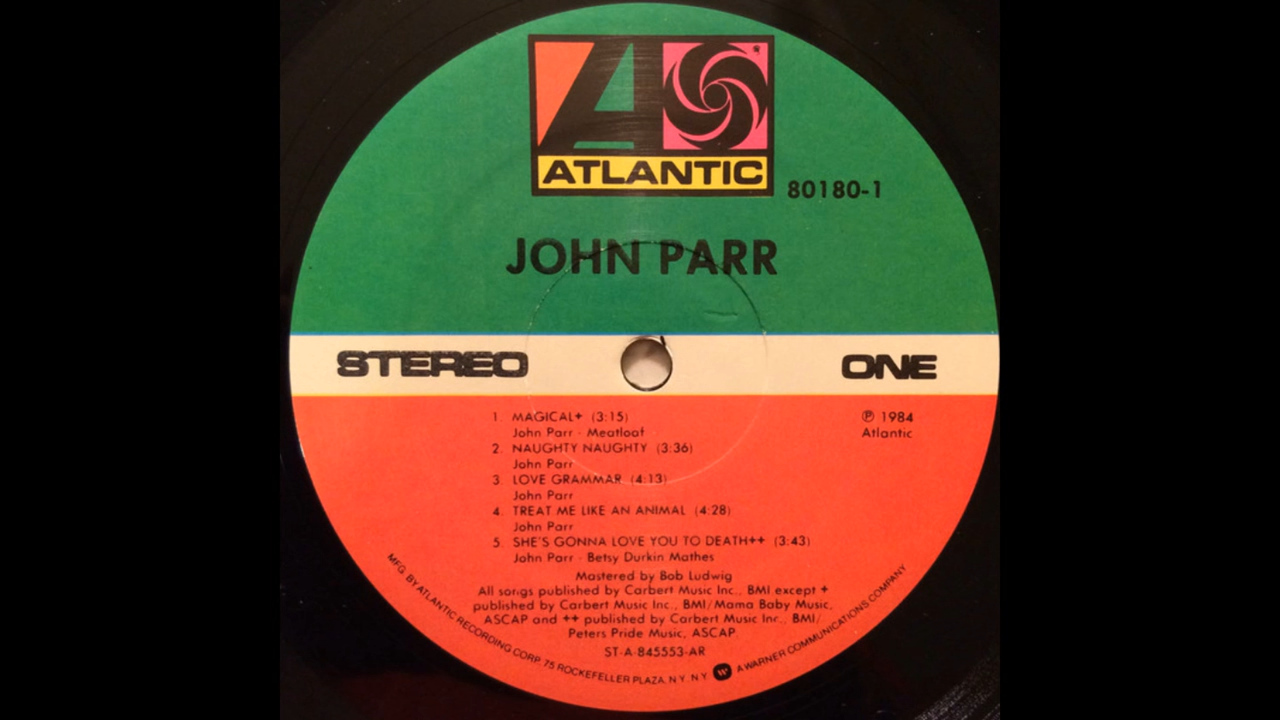 ATLANTIC
80180-1
JOHN PARR
STEREO
ONE
1. MAGICAL+ (3:15)
John Parr - Meatloaf
2. NAUGHTY NAUGHTY (3:36)
John Parr
3. LOVE GRAMMAR (4:13)
John Parr
4. TREAT ME LIKE AN ANIMAL (4:28)
John Parr
5. SHE'S GONNA LOVE YOU TO DEATH++ (3:43)
John Parr - Betsy Durkin Mathes
℗ 1984
Atlantic
Mastered by Bob Ludwig
All songs published by Carbert Music Inc., BMI except +
published by Carbert Music Inc., BMI/Mama Baby Music,
ASCAP and ++ published by Carbert Music Inc., BMI/
Peters Pride Music, ASCAP
ST-A-845553-AR
MFG. BY ATLANTIC RECORDING CORP. 75 ROCKEFELLER PLAZA, N.Y. N.Y. A WARNER COMMUNICATIONS COMPANY